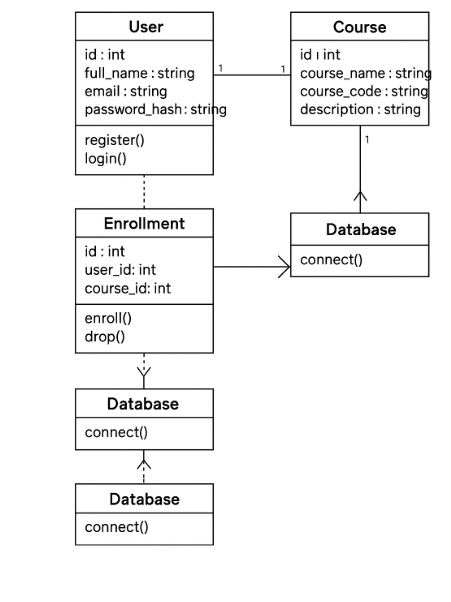 User
id : int
full_name : string
email : string
password_hash : string
register()
login()
1
1
Course
id ı int
course_name : string
course_code : string
description : string
1
Enrollment
id : int
user_id: int
course_id: int
enroll()
drop()
Database
connect()
Database
connect()
Database
connect()